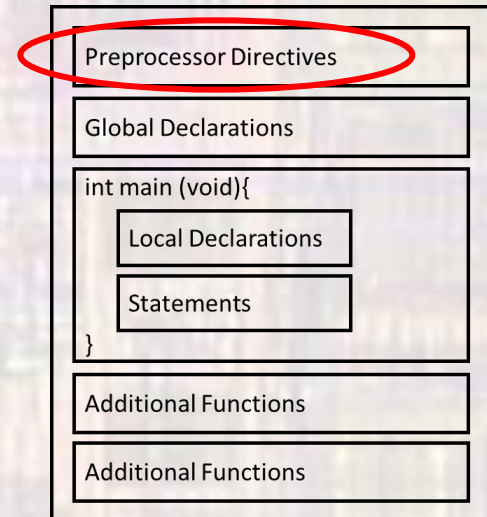 Preprocessor Directives
Global Declarations
int main (void){
Local Declarations
Statements
}
Additional Functions
Additional Functions